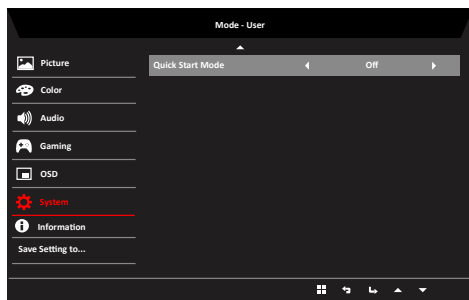 Mode - User
Picture
Quick Start Mode Off
Color
Audio
Gaming
OSD
System
Information
Save Setting to...